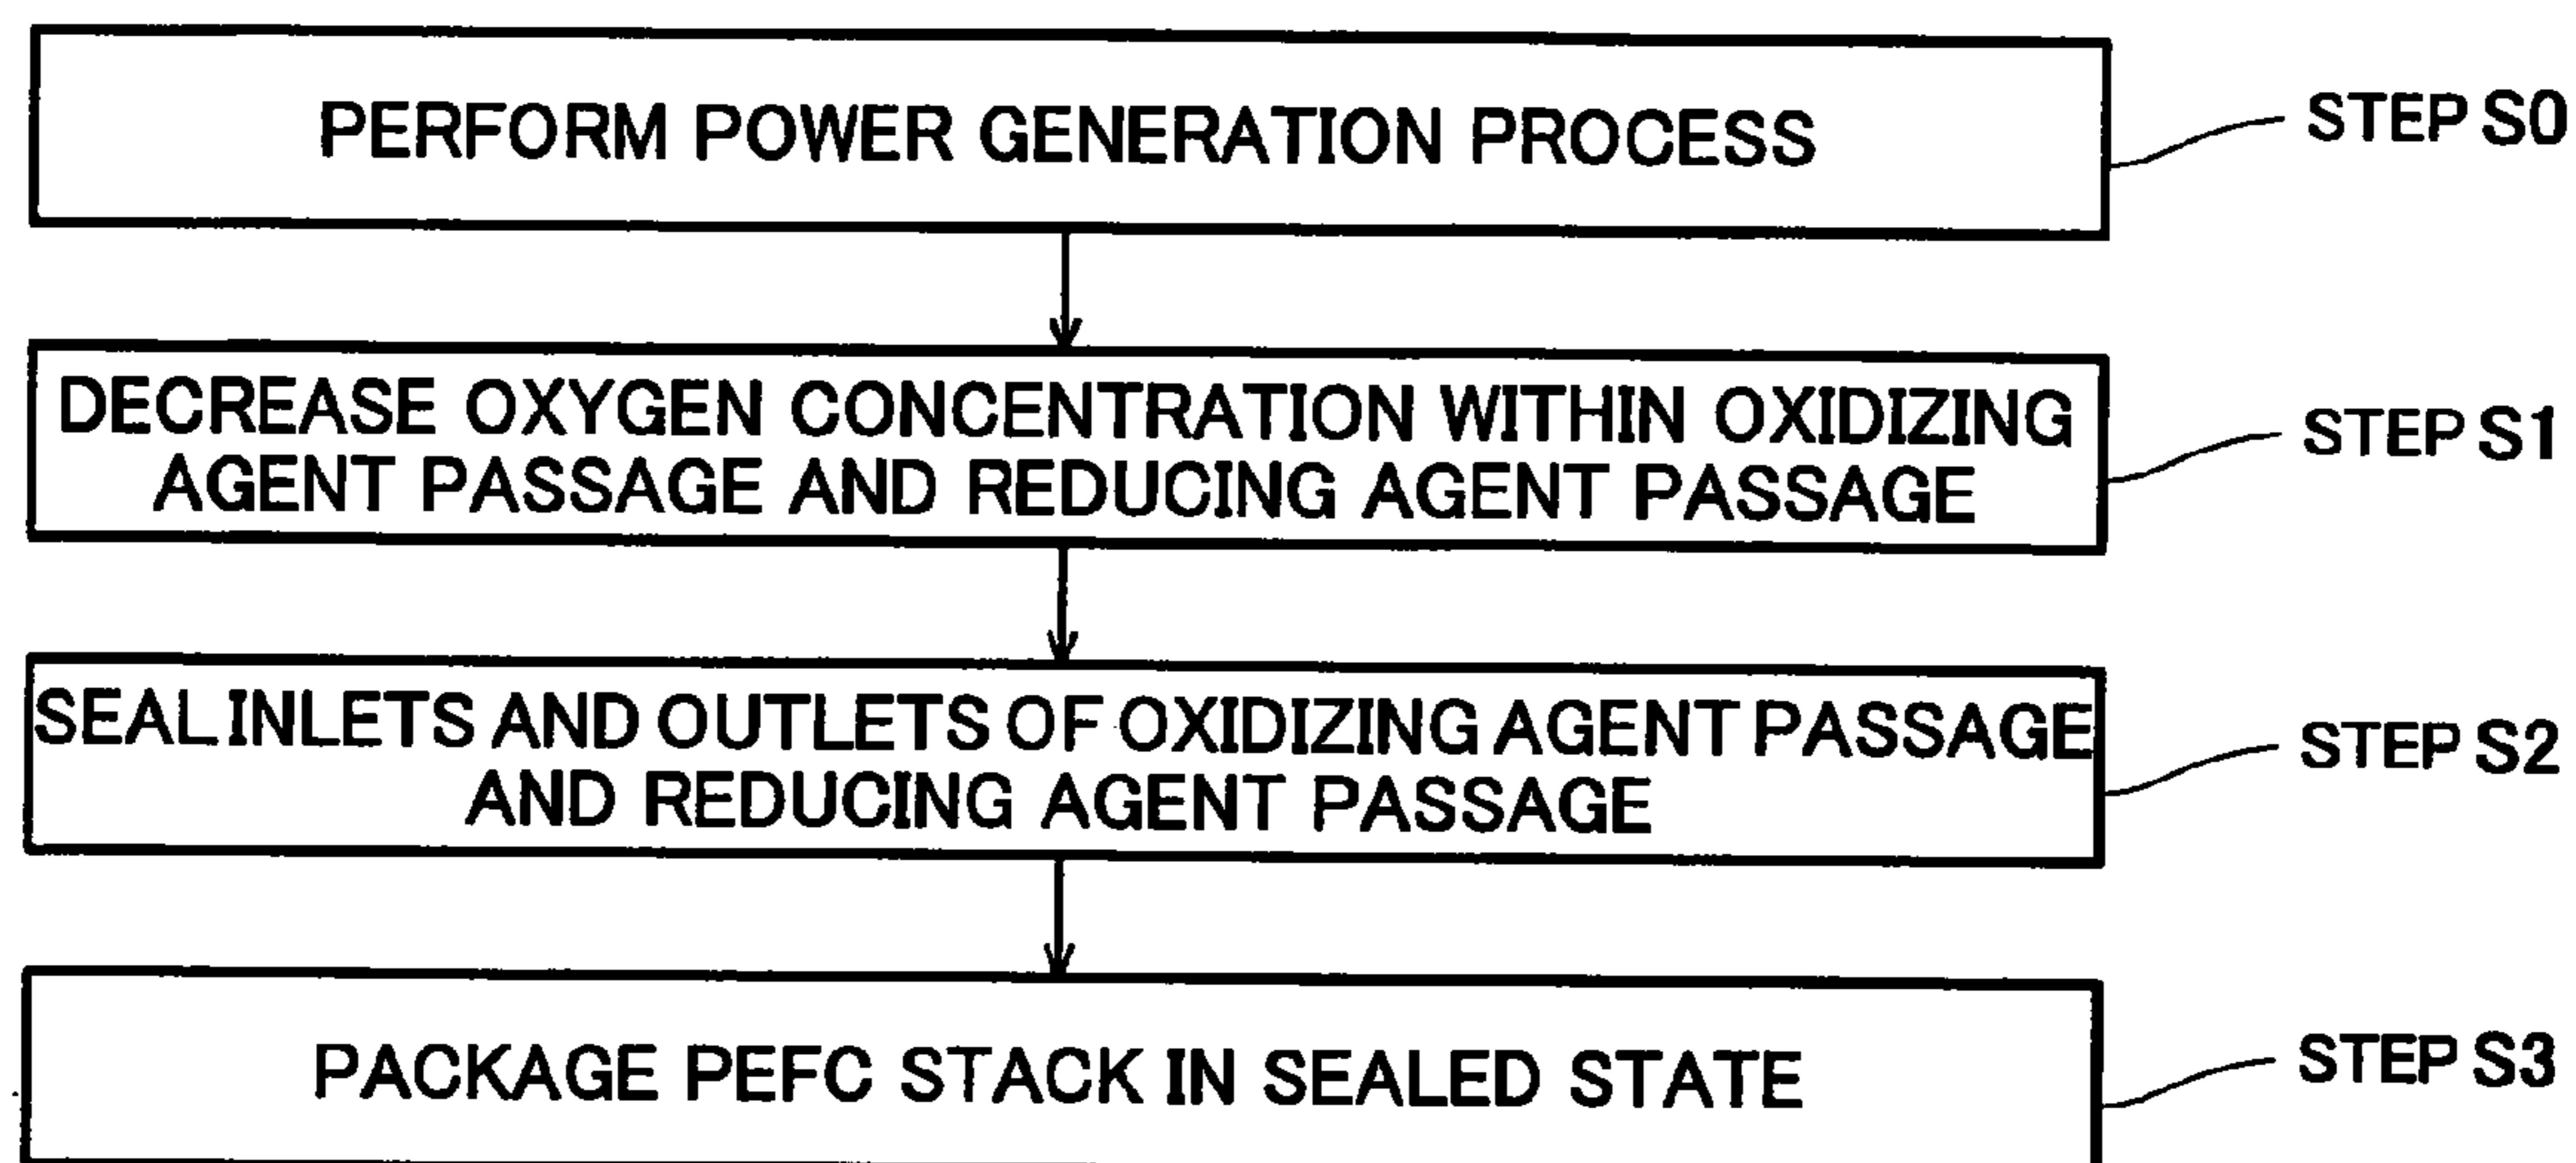 PERFORM POWER GENERATION PROCESS
STEP S0
DECREASE OXYGEN CONCENTRATION WITHIN OXIDIZING
AGENT PASSAGE AND REDUCING AGENT PASSAGE
STEP S1
SEAL INLETS AND OUTLETS OF OXIDIZING AGENT PASSAGE
AND REDUCING AGENT PASSAGE
STEP S2
PACKAGE PEFC STACK IN SEALED STATE
STEP S3